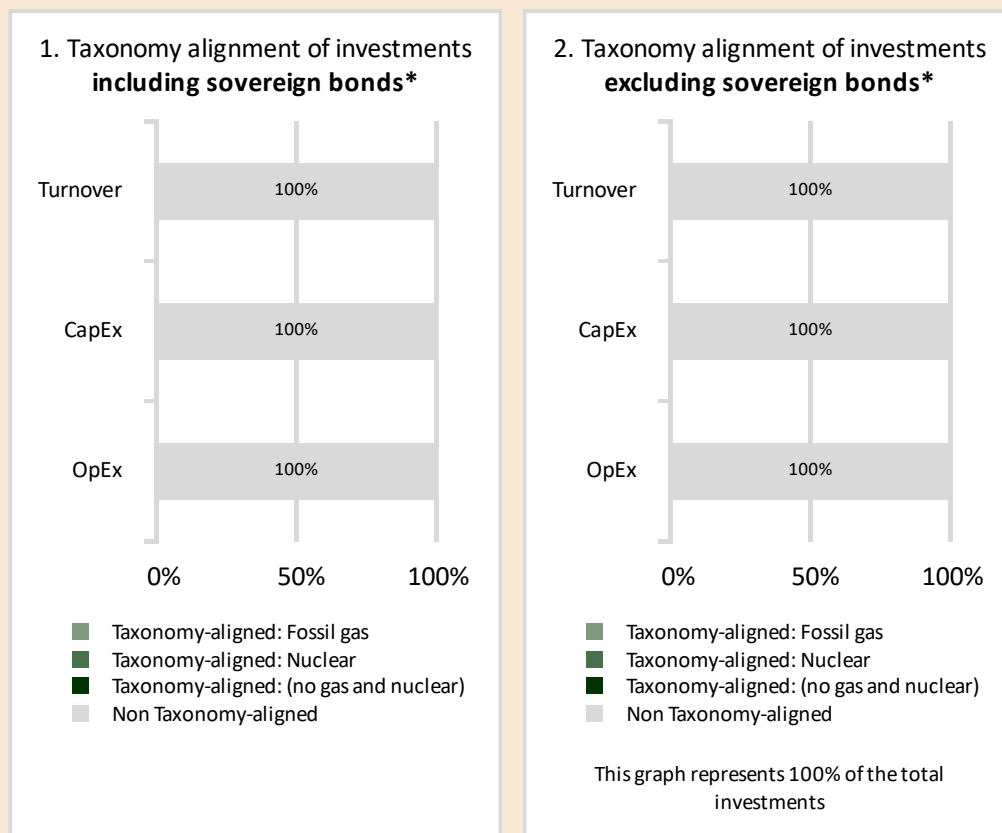 1. Taxonomy alignment of investments
including sovereign bonds*
Turnover
100%
CapEx
100%
OpEx
100%
0% 50% 100%
Taxonomy-aligned: Fossil gas
Taxonomy-aligned: Nuclear
Taxonomy-aligned: (no gas and nuclear)
Non Taxonomy-aligned
2. Taxonomy alignment of investments
excluding sovereign bonds*
Turnover
100%
CapEx
100%
OpEx
100%
0% 50% 100%
Taxonomy-aligned: Fossil gas
Taxonomy-aligned: Nuclear
Taxonomy-aligned: (no gas and nuclear)
Non Taxonomy-aligned
This graph represents 100% of the total
investments